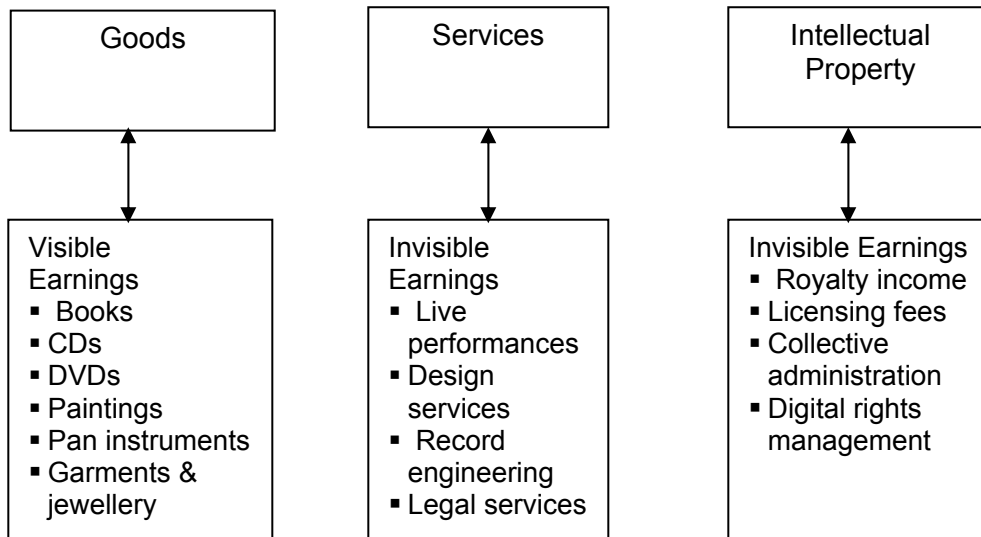 Goods
Services
Intellectual
Property
Visible
Earnings
▪ Books
▪ CDs
▪ DVDs
▪ Paintings
▪ Pan instruments
▪ Garments &
jewellery
Invisible
Earnings
▪ Live
performances
▪ Design
services
▪ Record
engineering
▪ Legal services
Invisible Earnings
▪ Royalty income
▪ Licensing fees
▪ Collective
administration
▪ Digital rights
management